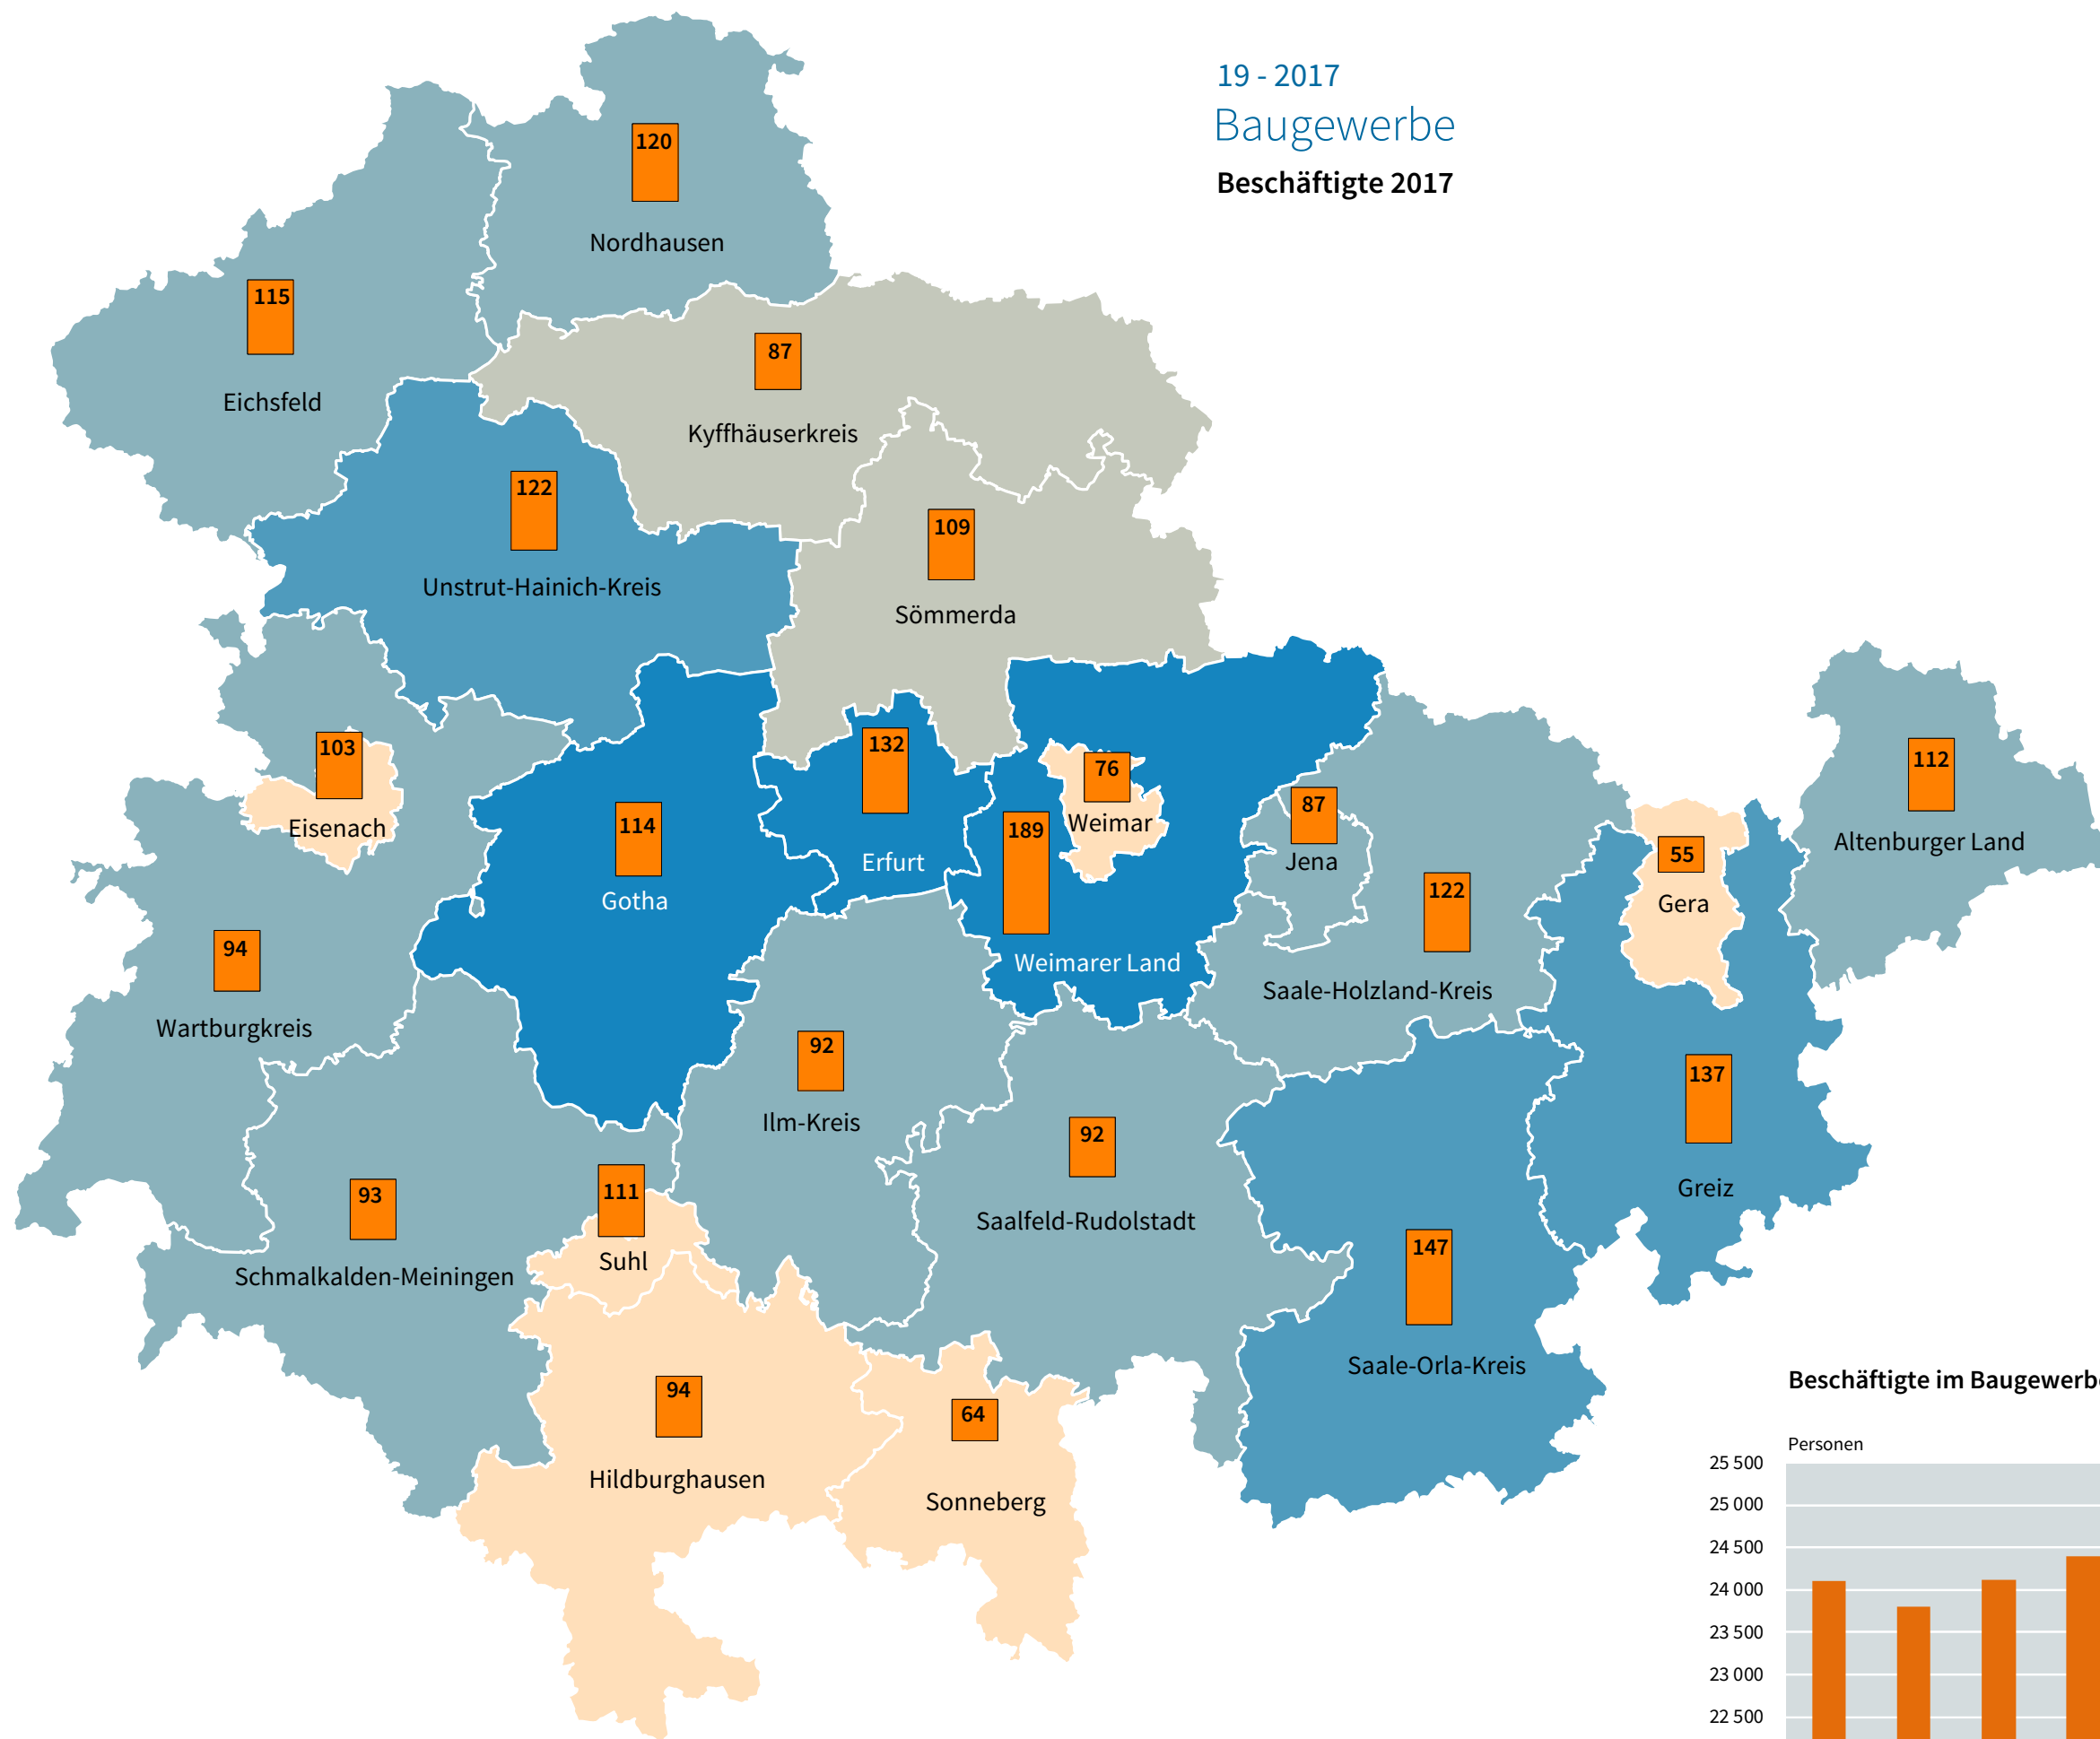 19 - 2017
Baugewerbe
Beschäftigte 2017
120
Nordhausen
115
Eichsfeld
87
Kyffhäuserkreis
122
Unstrut-Hainich-Kreis
109
Sömmerda
103
Eisenach
132
Erfurt
76
Weimar
189
Weimarer Land
87
Jena
112
Altenburger Land
114
Gotha
55
Gera
122
Saale-Holzland-Kreis
94
Wartburgkreis
92
Ilm-Kreis
137
Greiz
92
Saalfeld-Rudolstadt
93
Schmalkalden-Meiningen
111
Suhl
147
Saale-Orla-Kreis
94
Hildburghausen
64
Sonneberg
Beschäftigte im
Personen
25 500
25 000
24 500
24 000
23 500
23 000
22 500